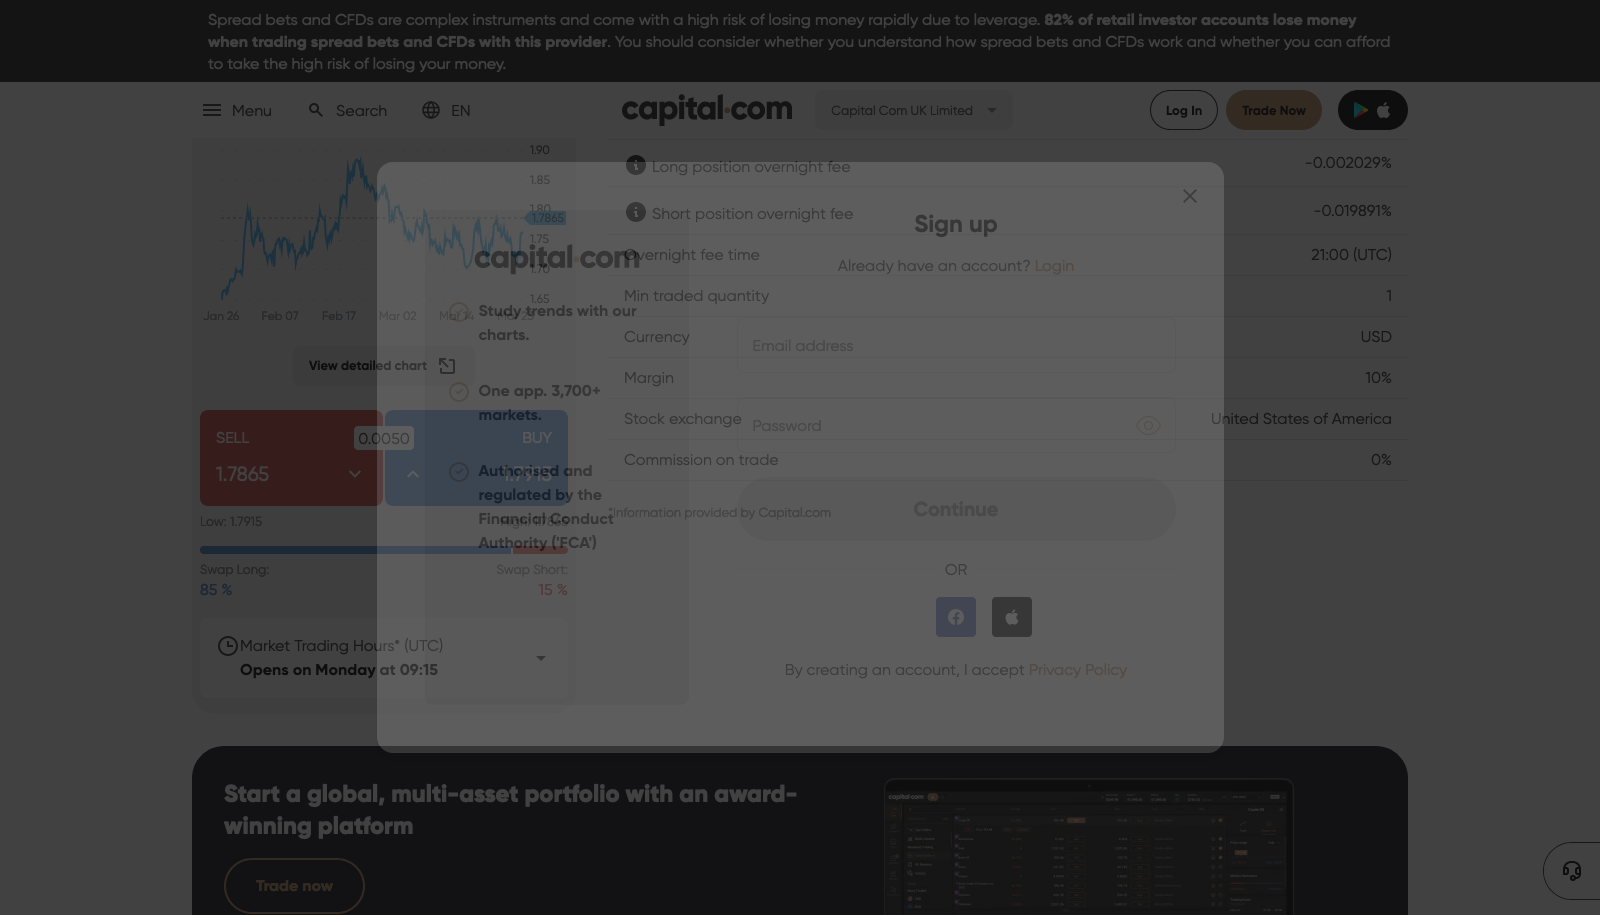 Spread bets and CFDs are complex instruments and come with a high risk of losing money rapidly due to leverage. 82% of retail investor accounts lose money
when trading spread bets and CFDs with this provider. You should consider whether you understand how spread bets and CFDs work and whether you can afford
to take the high risk of losing your money.
Menu
Search
EN
capital.com
Capital Com UK Limited
Log In
Trade Now
1.90
1.85
1.80
1.7865
1.75
1.70
1.65
Jan 26
Feb 07
Feb 17
Mar 02
Mar 14
View detailed chart
SELL
1.7865
0.0050
BUY
1.7915
Low: 1.7915
Swap Long:
85 %
Swap Short:
15 %
Market Trading Hours* (UTC)
Opens on Monday at 09:15
Long position overnight fee
-0.002029%
Short position overnight fee
-0.019891%
Overnight fee time
21:00 (UTC)
Min traded quantity
1
Currency
USD
Margin
10%
Stock exchange
United States of America
Commission on trade
0%
*Information provided by Capital.com
capital.com
Study trends with our
charts.
One app. 3,700+
markets.
Authorised and
regulated by the
Financial Conduct
Authority ('FCA')
Sign up
Already have an account? Login
Email address
Password
Continue
OR
By creating an account, I accept Privacy Policy
Start a global, multi-asset portfolio with an award-
winning platform
Trade now
capital.com